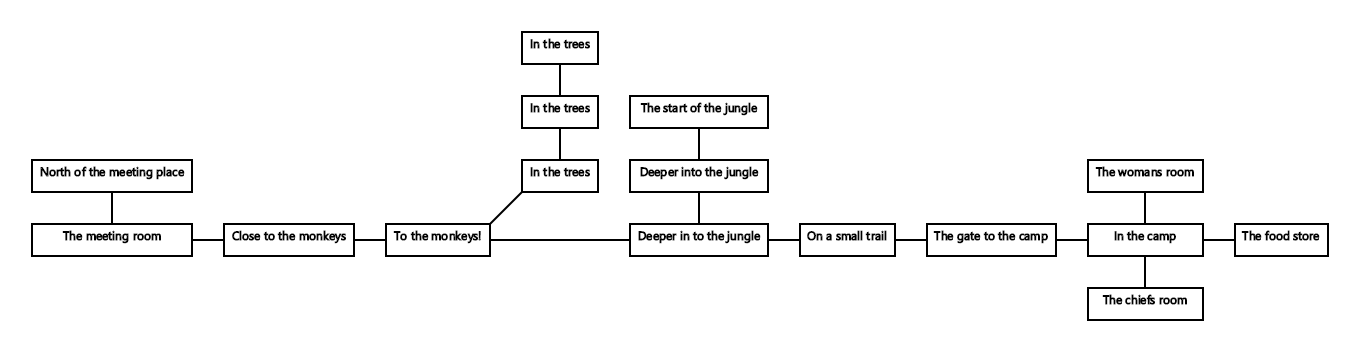 In the trees
In the trees
The start of the jungle
North of the meeting place
In the trees
Deeper into the jungle
The womans room
The meeting room
Close to the monkeys
To the monkeys!
Deeper in to the jungle
On a small trail
The gate to the camp
In the camp
The food store
The chiefs room